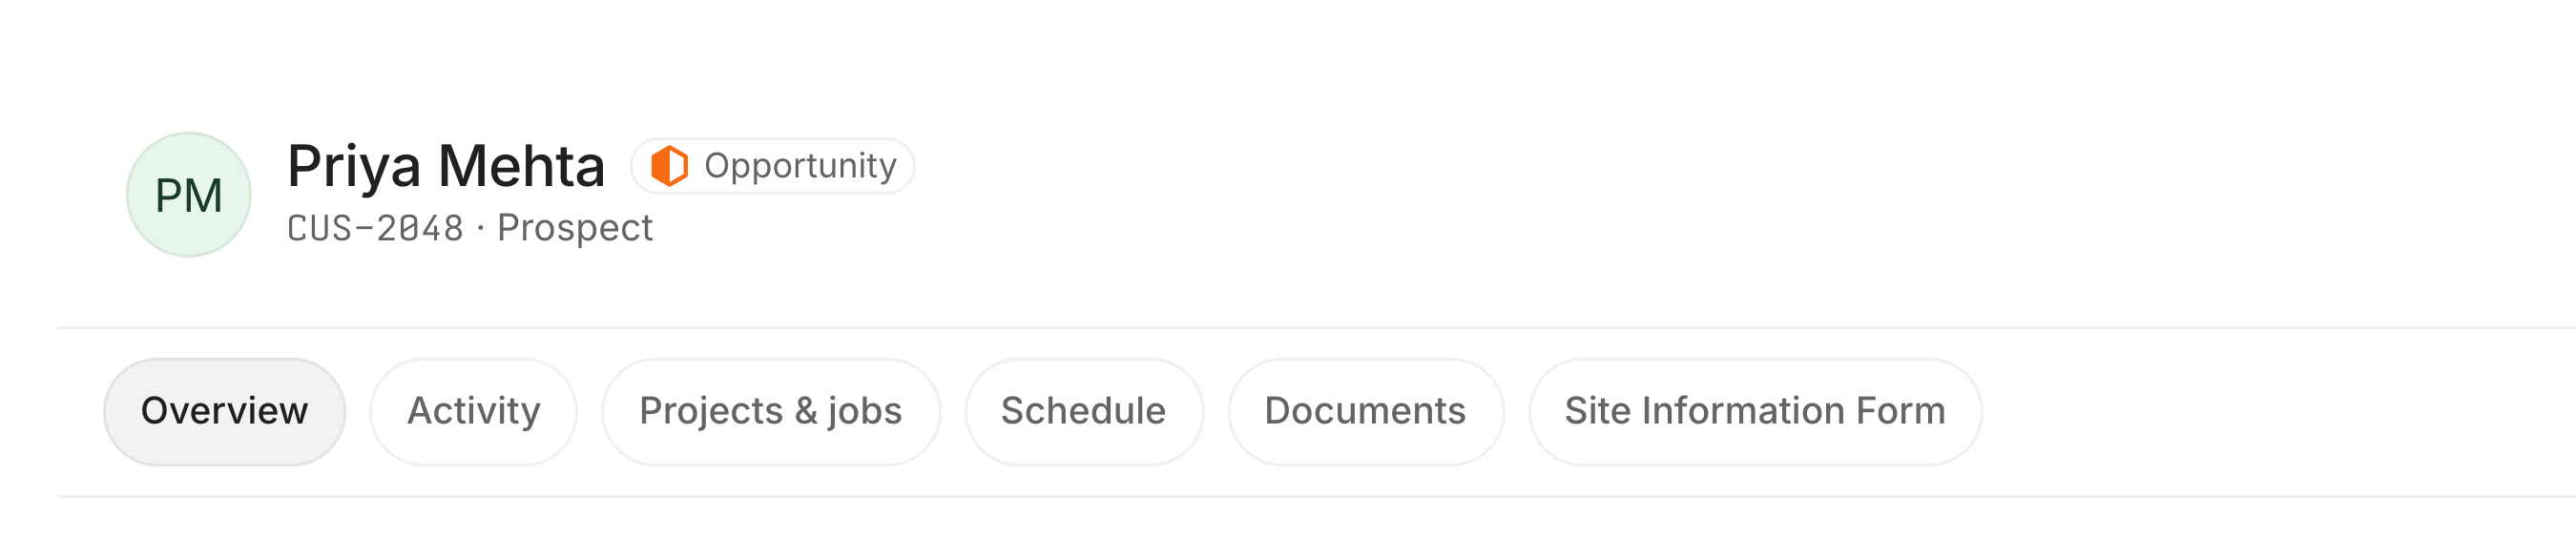 PM
Priya Mehta Opportunity
CUS-2048 · Prospect
Overview Activity Projects & jobs Schedule Documents Site Information Form